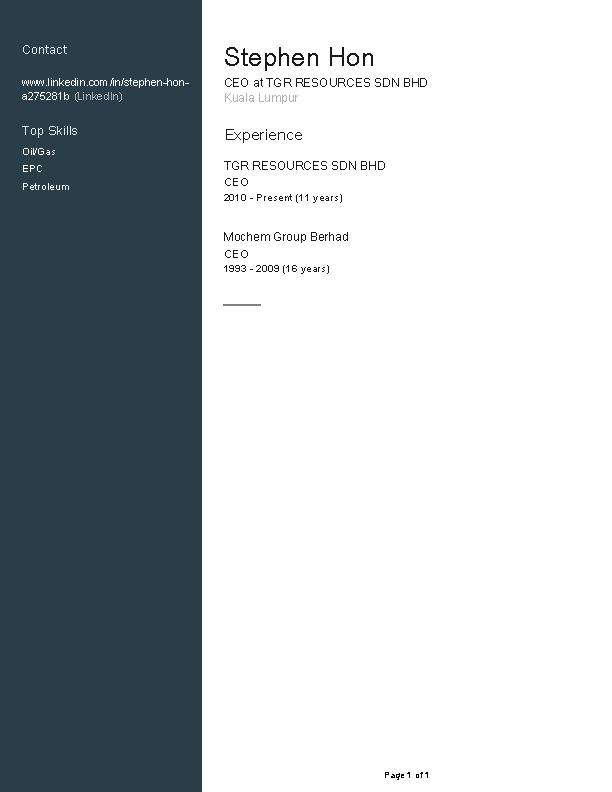 Contact
www.linkedin.com/in/stephen-hon-
a275281b (LinkedIn)
Top Skills
Oil/Gas
EPC
Petroleum
Stephen Hon
CEO at TGR RESOURCES SDN BHD
Kuala Lumpur
Experience
TGR RESOURCES SDN BHD
CEO
2010 - Present (11 years)
Mochem Group Berhad
CEO
1993 - 2009 (16 years)
Page 1 of 1